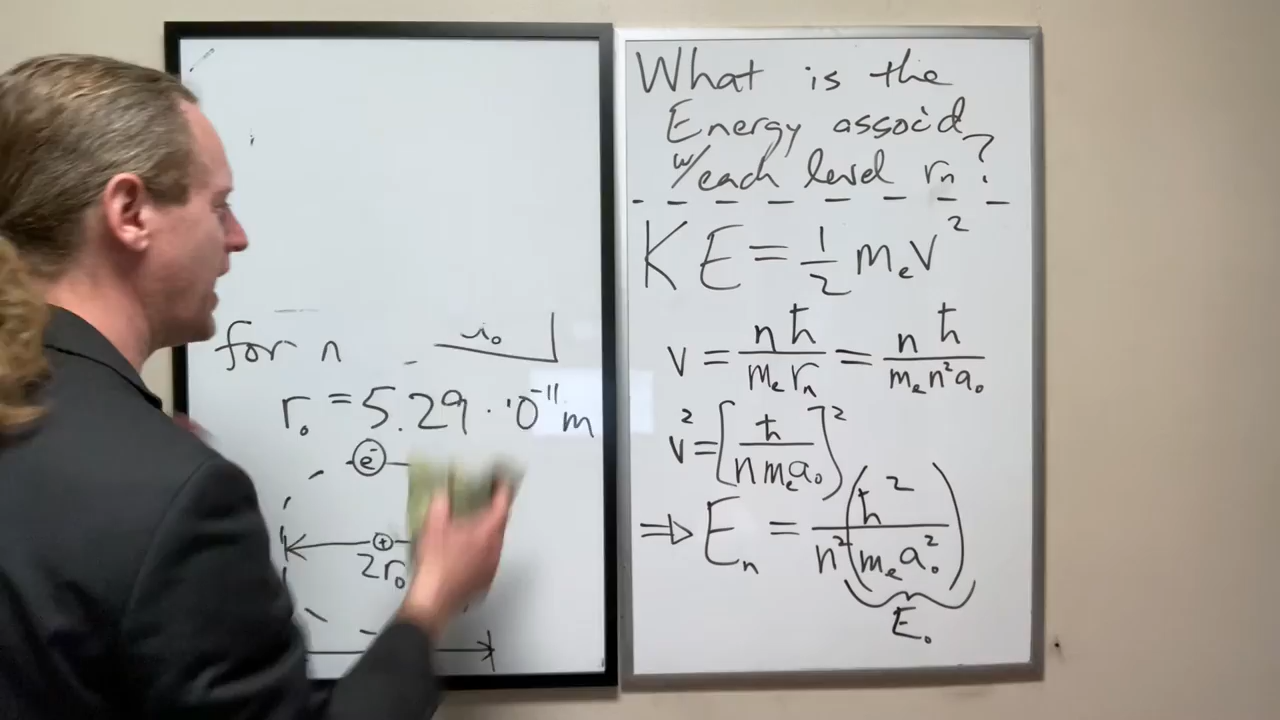 for n
r₀ = 5.29 · 10⁻¹¹ m
e⁻
+
2r₀
What is the
Energy assoc'd
w/each level rₙ?
KE = 1/2 mₑv²
v = nħ/(mₑrₙ) = nħ/(mₑn²a₀)
v² = [ħ/(nmₑa₀)]²
⇒ Eₙ = ħ²/(n²(mₑa₀²))
E₀